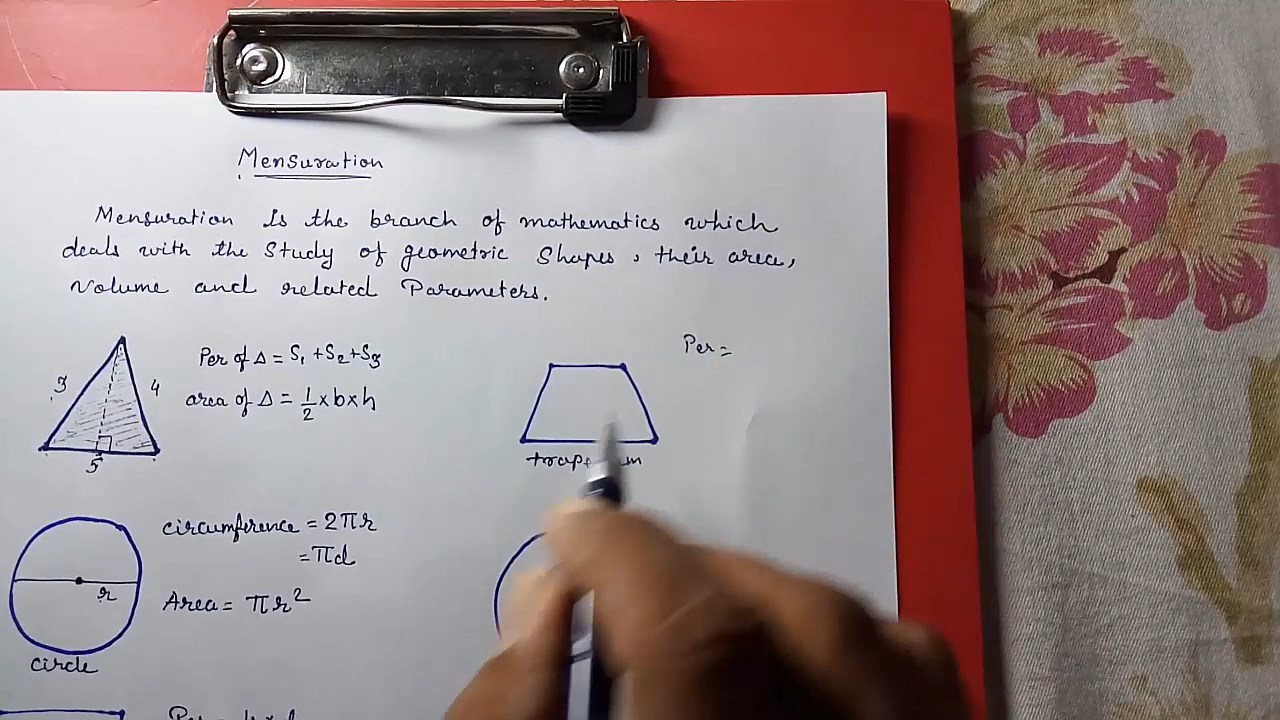 Mensuration
Mensuration is the branch of mathematics which
deals with the study of geometric shapes, their area,
volume and related Parameters.
3
4
5
Per of Δ = S₁ + S₂ + S₃
area of Δ = 1/2 × b × h
Per =
circumference = 2πr
= πd
r
Area = πr²
circle